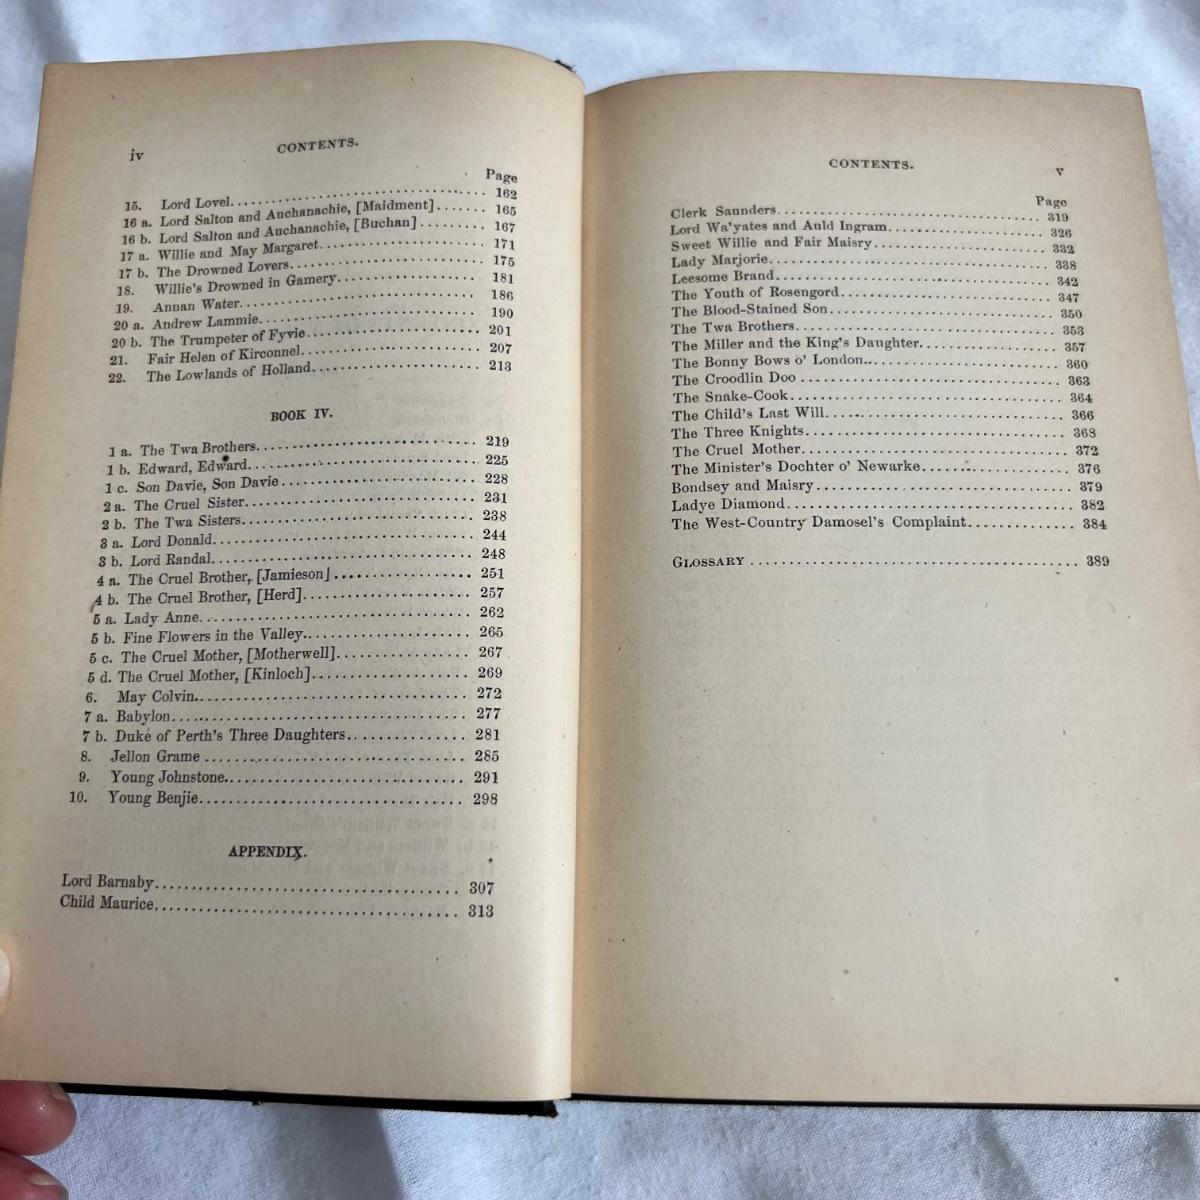 iv
CONTENTS.
Page
15. Lord Lovel........................................ 162
16 a. Lord Salton and Auchanachie, [Maidment]....... 165
16 b. Lord Salton and Auchanachie, [Buchan]......... 167
17 a. Willie and May Margaret......................... 171
17 b. The Drowned Lovers............................. 175
18. Willie's Drowned in Gamery..................... 181
19. Annan Water................................... 186
20 a. Andrew Lammie................................. 190
20 b. The Trumpeter of Fyvie......................... 201
21. Fair Helen of Kirconnel......................... 207
22. The Lowlands of Holland......................... 213
BOOK IV.
1 a. The Twa Brothers............................... 219
1 b. Edward, Edward................................. 225
1 c. Son Davie, Son Davie........................... 228
2 a. The Cruel Sister............................... 231
2 b. The Twa Sisters............................... 238
3 a. Lord Donald................................... 244
3 b. Lord Randal................................... 248
4 a. The Cruel Brother, [Jamieson].................. 251
4 b. The Cruel Brother, [Herd]...................... 257
5 a. Lady Anne..................................... 262
5 b. Fine Flowers in the Valley...................... 265
5 c. The Cruel Mother, [Motherwell]................. 267
5 d. The Cruel Mother, [Kinloch].................... 269
6. May Colvin..................................... 272
7 a. Babylon....................................... 277
7 b. Duke of Perth's Three Daughters................ 281
8. Jellon Grame ................................... 285
9. Young Johnstone................................. 291
10. Young Benjie................................... 298
APPENDIX.
Lord Barnaby....................................... 307
Child Maurice....................................... 313
CONTENTS.
v
Page
Clerk Saunders..................................... 319
Lord Wa'yates and Auld Ingram..................... 326
Sweet Willie and Fair Maisry....................... 332
Lady Marjorie..................................... 338
Leesome Brand..................................... 342
The Youth of Rosengord............................. 347
The Blood-Stained Son............................. 350
The Twa Brothers................................... 353
The Miller and the King's Daughter................. 357
The Bonny Bows o' London........................... 360
The Croodlin Doo ................................. 363
The Snake-Cook..................................... 364
The Child's Last Will............................. 366
The Three Knights................................. 368
The Cruel Mother................................... 372
The Minister's Dochter o' Newarke................. 376
Bondsey and Maisry................................. 379
Ladye Diamond..................................... 382
The West-Country Damosel's Complaint.............. 384
GLOSSARY ......................................... 389